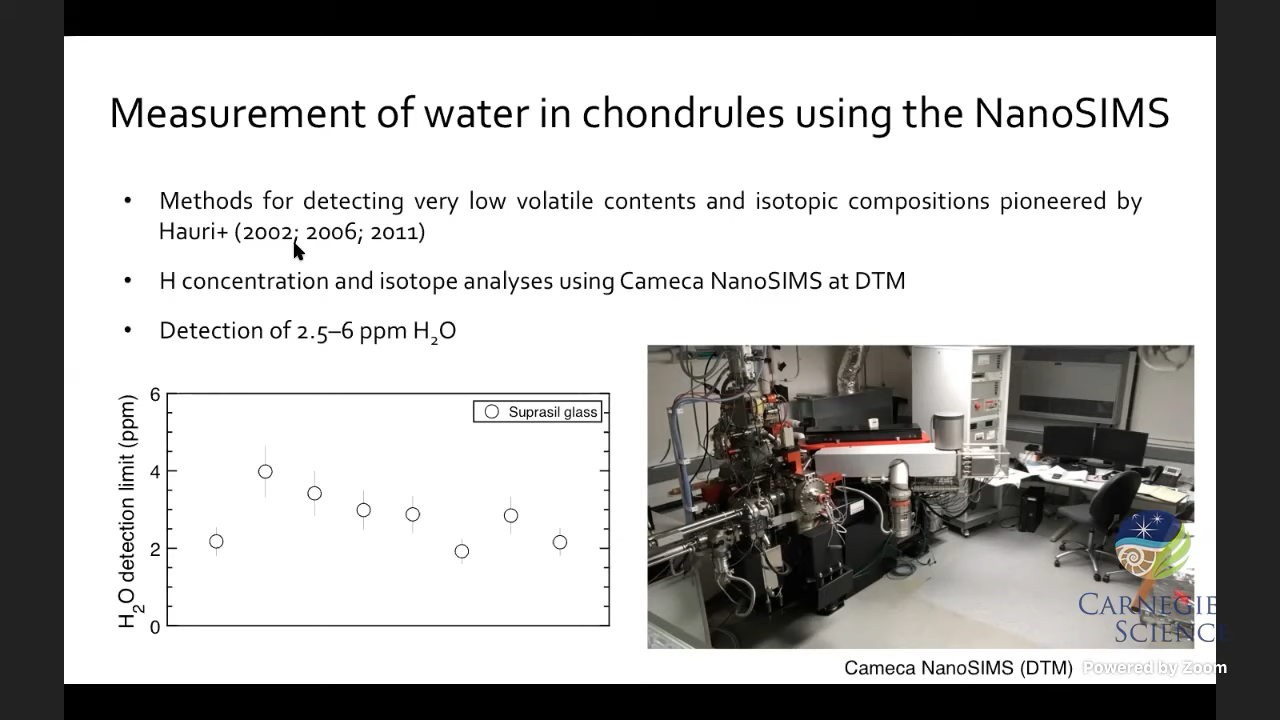 Measurement of water in chondrules using the NanoSIMS
• Methods for detecting very low volatile contents and isotopic compositions pioneered by
Hauri+ (2002; 2006; 2011)
• H concentration and isotope analyses using Cameca NanoSIMS at DTM
• Detection of 2.5–6 ppm H₂O
H₂O detection limit (ppm)
6
4
2
0
Suprasil glass
CARNEGIE
SCIENCE
Cameca NanoSIMS (DTM)
Powered by Zoom